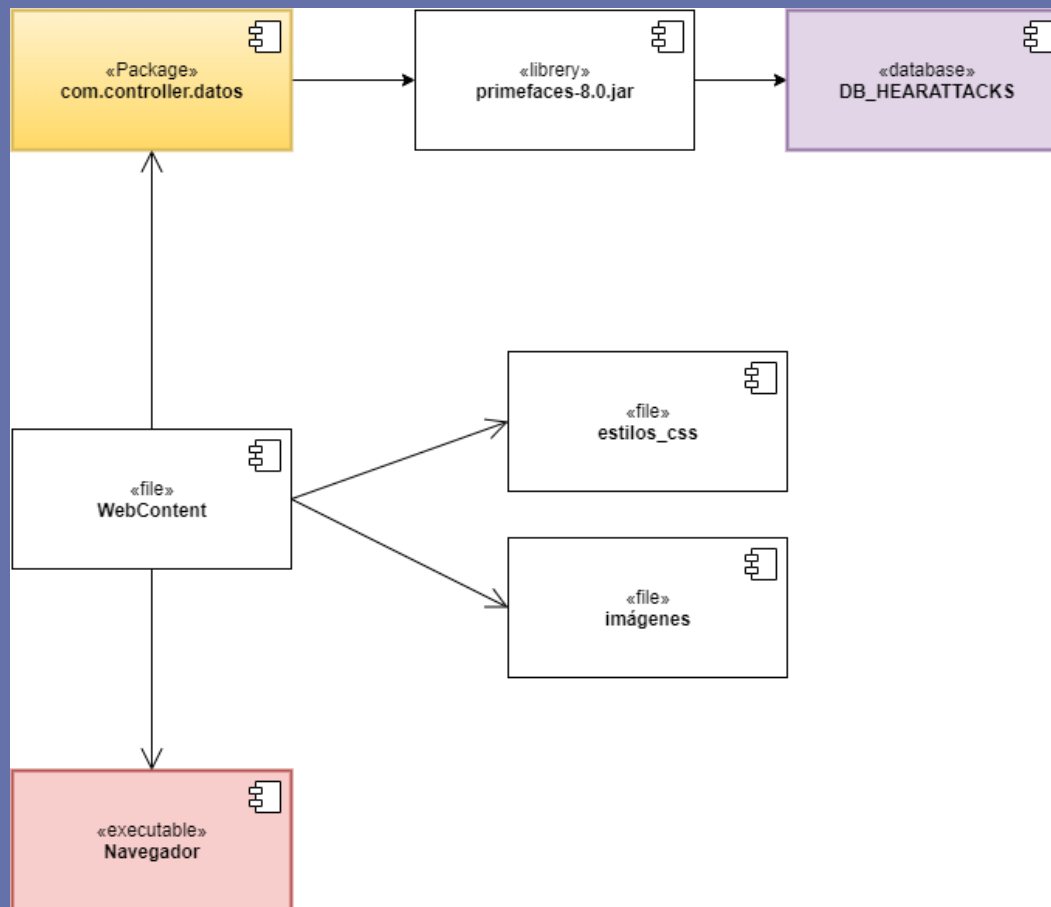 «Package»
com.controller.datos
«librery»
primefaces-8.0.jar
«database»
DB_HEARATTACKS
«file»
estilos_css
«file»
WebContent
«file»
imágenes
«executable»
Navegador